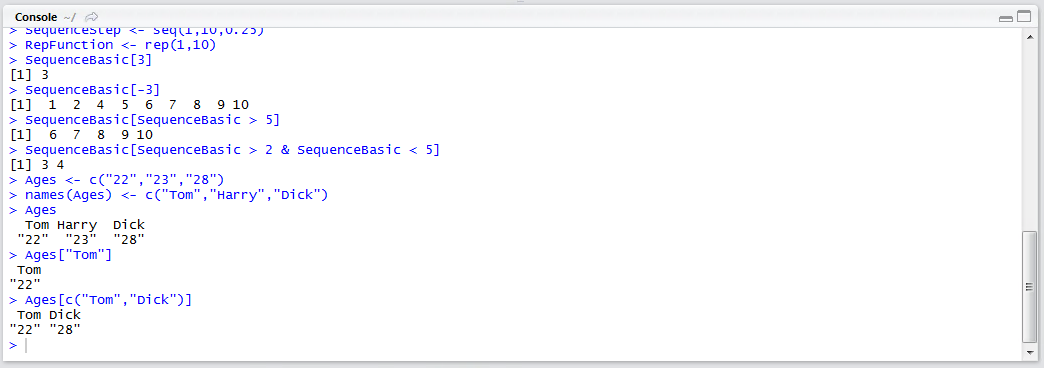 Console ~/
> SequenceStep <- seq(1,10,0.25)
> RepFunction <- rep(1,10)
> SequenceBasic[3]
[1] 3
> SequenceBasic[-3]
[1]  1  2  4  5  6  7  8  9 10
> SequenceBasic[SequenceBasic > 5]
[1]  6  7  8  9 10
> SequenceBasic[SequenceBasic > 2 & SequenceBasic < 5]
[1] 3 4
> Ages <- c("22","23","28")
> names(Ages) <- c("Tom","Harry","Dick")
> Ages
  Tom Harry  Dick
 "22"  "23"  "28"
> Ages["Tom"]
 Tom
"22"
> Ages[c("Tom","Dick")]
 Tom Dick
"22" "28"
>